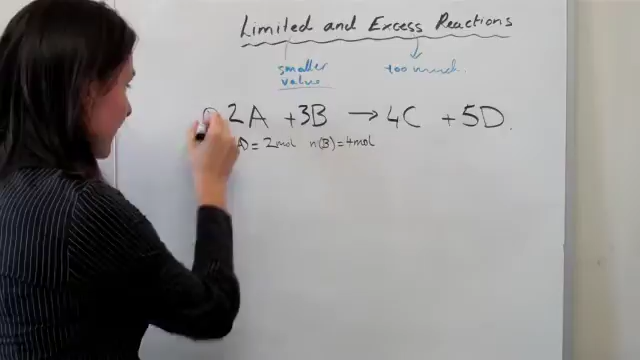 Limited and Excess Reactions
smaller too much.
value
2A + 3B → 4C + 5D.
= 2mol n(B) = 4mol